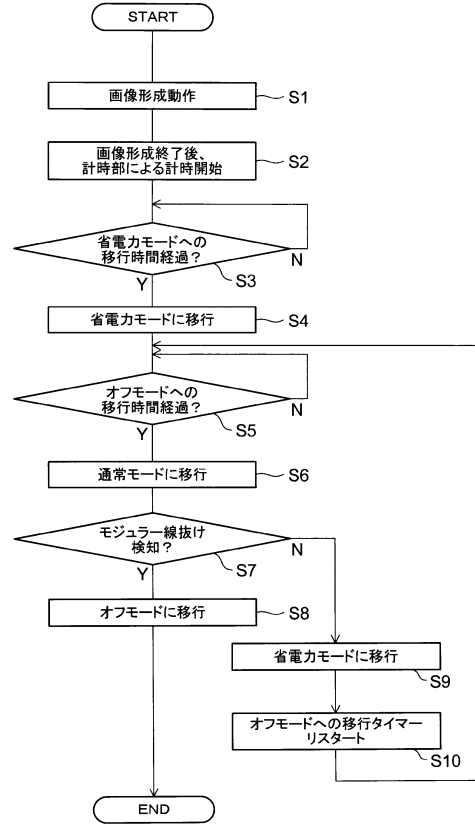 START
画像形成動作
S1
画像形成終了後、
計時部による計時開始
S2
省電力モードへの
移行時間経過?
N
S3
Y
省電力モードに移行
S4
オフモードへの
移行時間経過?
N
S5
Y
通常モードに移行
S6
モジュラー線抜け
検知?
N
S7
Y
オフモードに移行
S8
省電力モードに移行
S9
オフモードへの移行タイマー
リスタート
S10
END